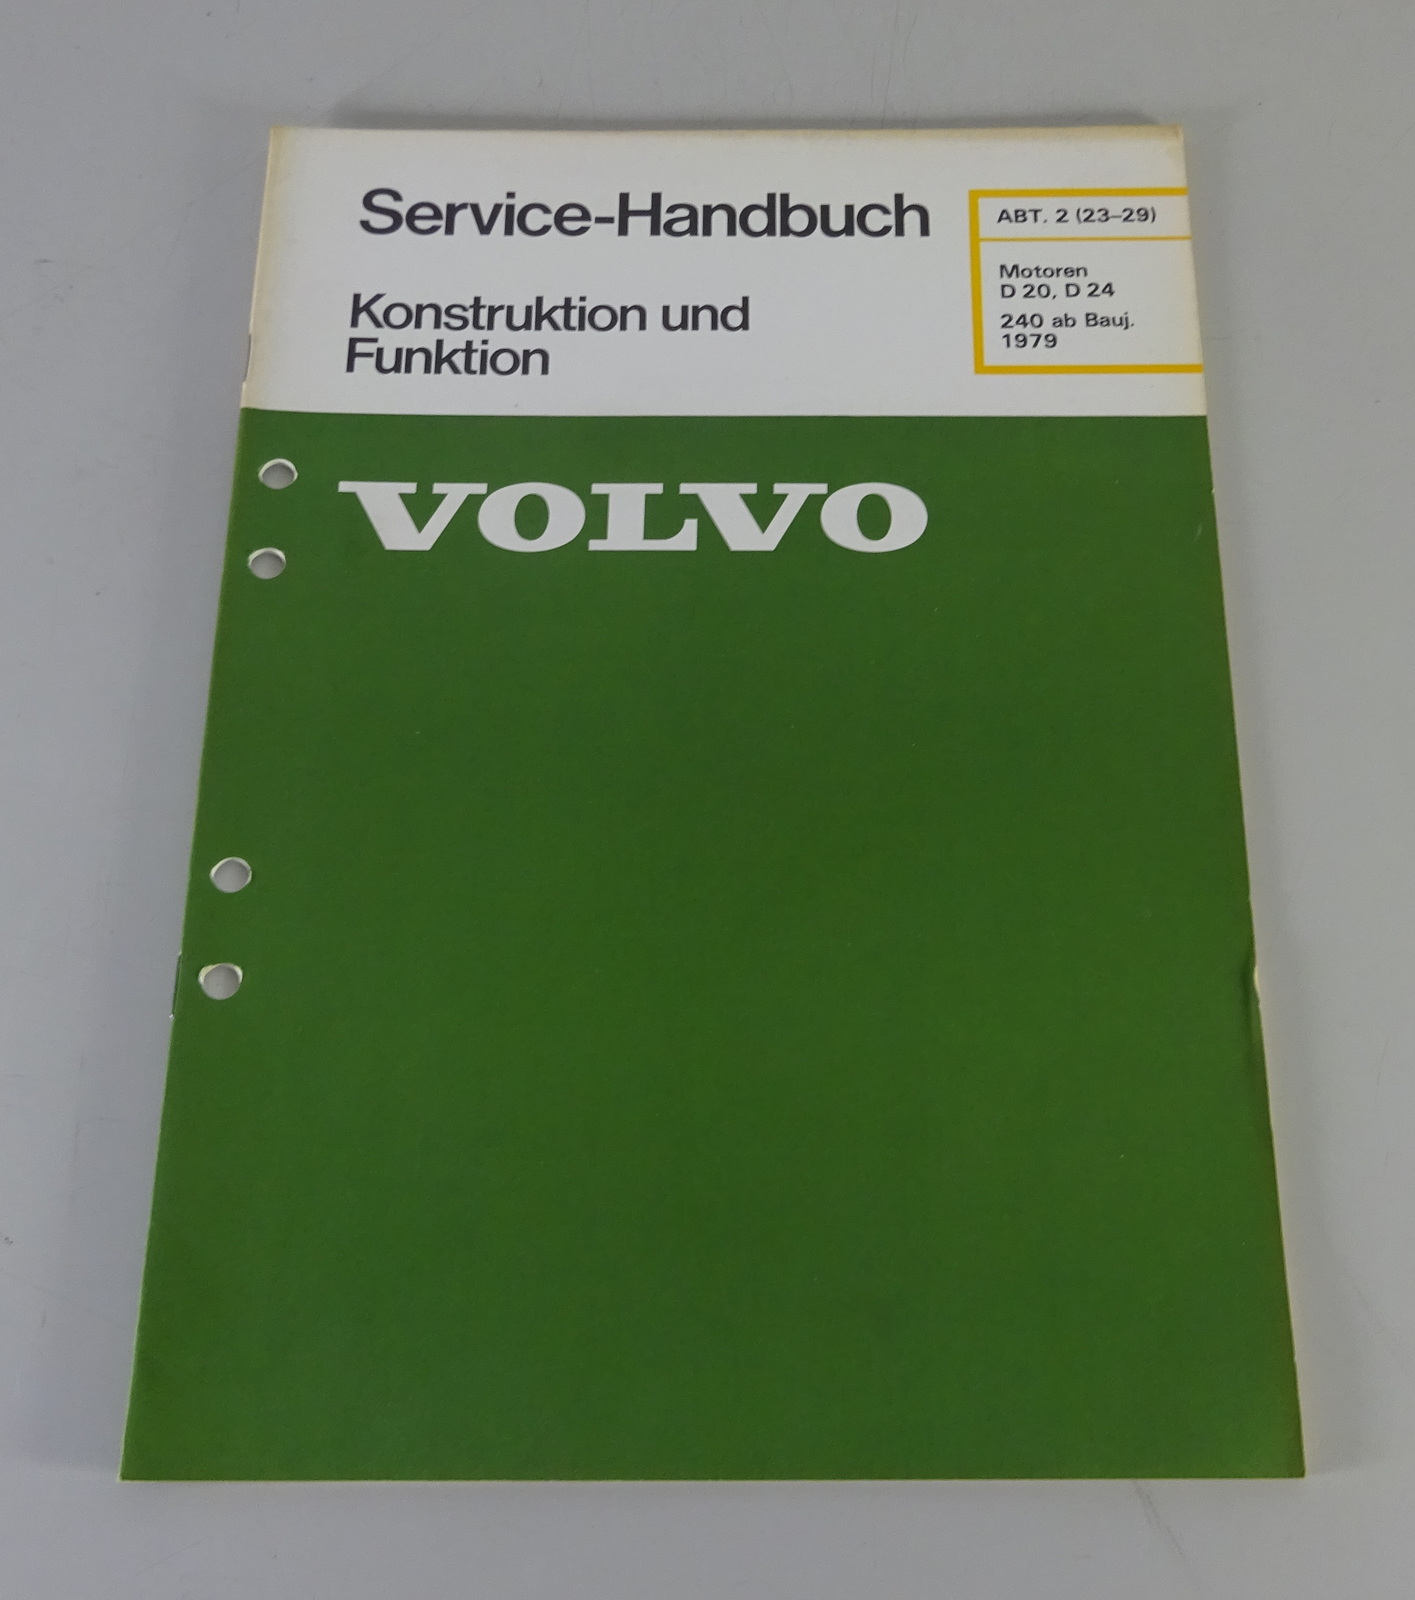 Service-Handbuch
Konstruktion und
Funktion
ABT. 2 (23–29)
Motoren
D 20, D 24
240 ab Bauj.
1979
VOLVO